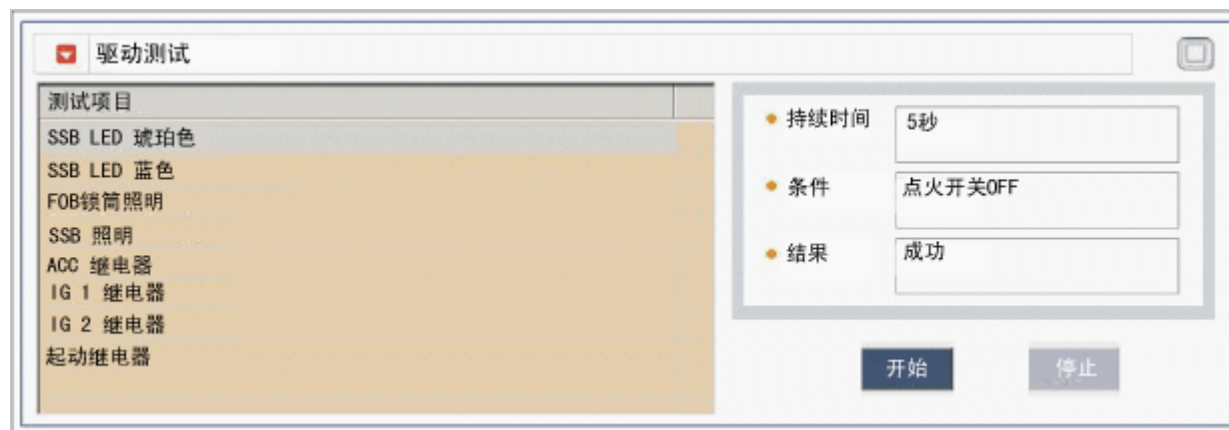 驱动测试
测试项目
SSB LED 琥珀色
SSB LED 蓝色
FOB锁筒照明
SSB 照明
ACC 继电器
IG 1 继电器
IG 2 继电器
起动继电器
持续时间 5秒
条件 点火开关OFF
结果 成功
开始 停止